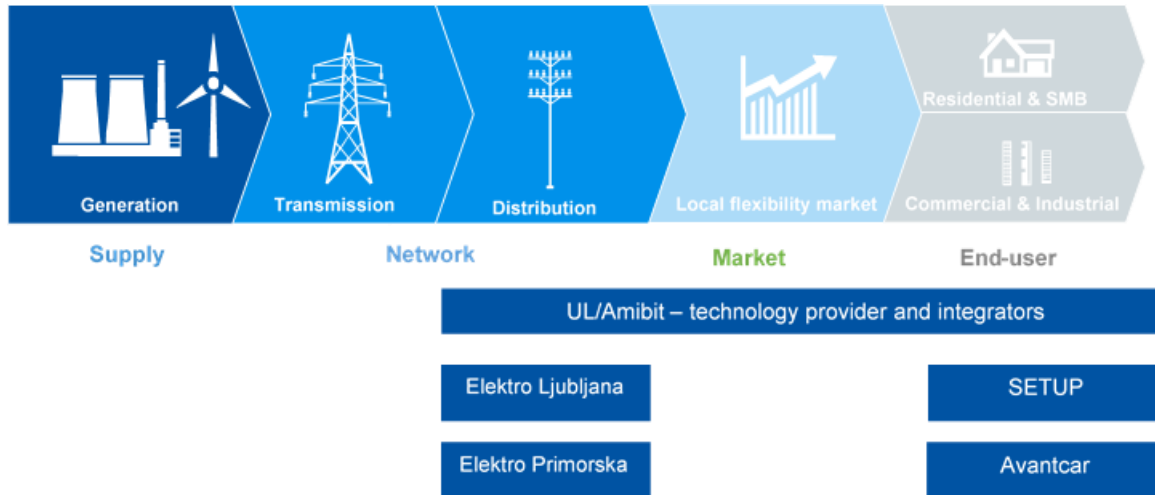 Residential & SMB
Generation
Transmission
Distribution
Local flexibility market
Commercial & Industrial
Supply
Network
Market
End-user
UL/Amibit – technology provider and integrators
Elektro Ljubljana
SETUP
Elektro Primorska
Avantcar